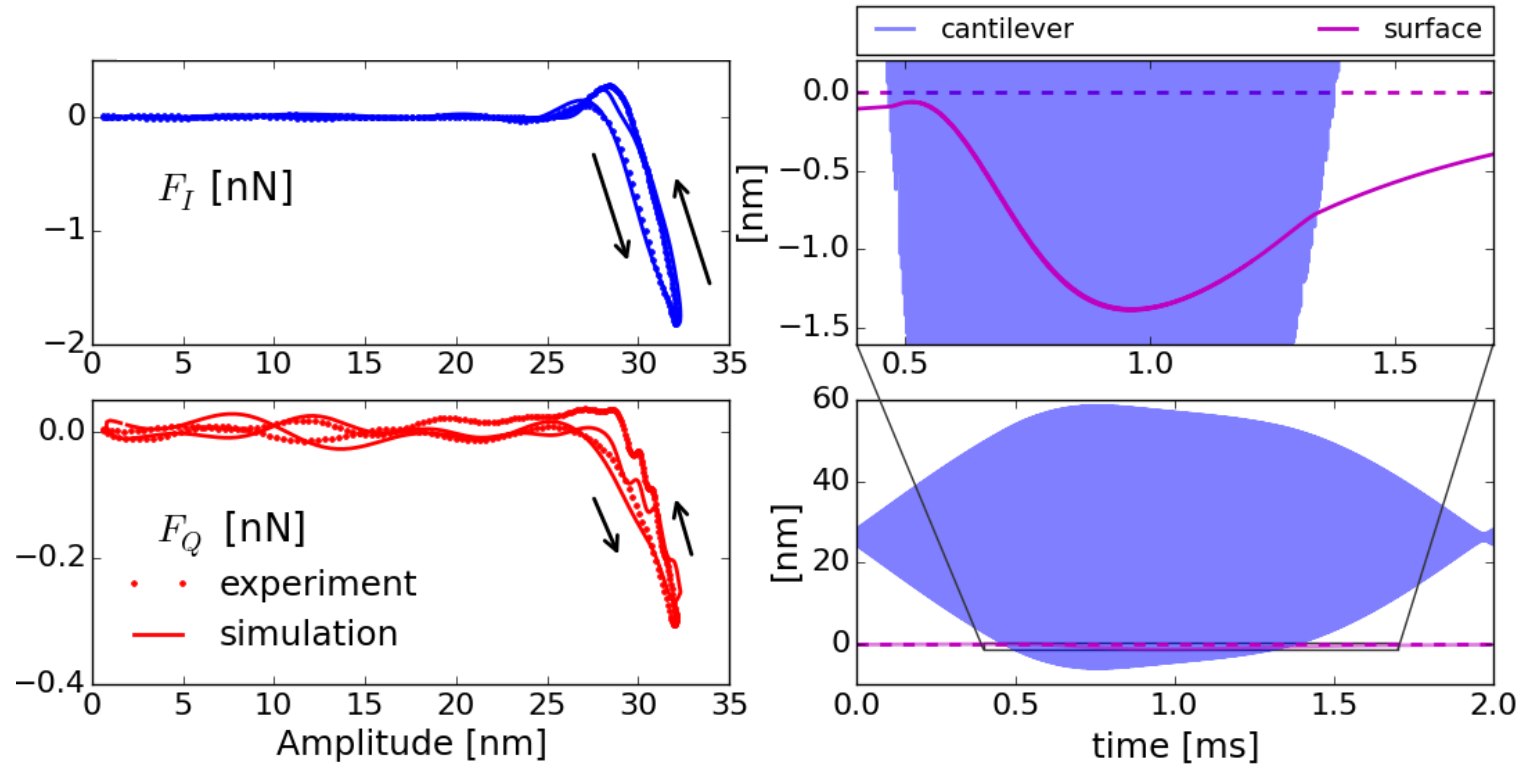 0
−1
−2
F_I [nN]
0 5 10 15 20 25 30 35
0.0
−0.2
−0.4
F_Q [nN]
experiment
simulation
0 5 10 15 20 25 30 35
Amplitude [nm]
cantilever surface
0.0
−0.5
−1.0
−1.5
[nm]
0.5 1.0 1.5
60
40
20
0
[nm]
0.0 0.5 1.0 1.5 2.0
time [ms]